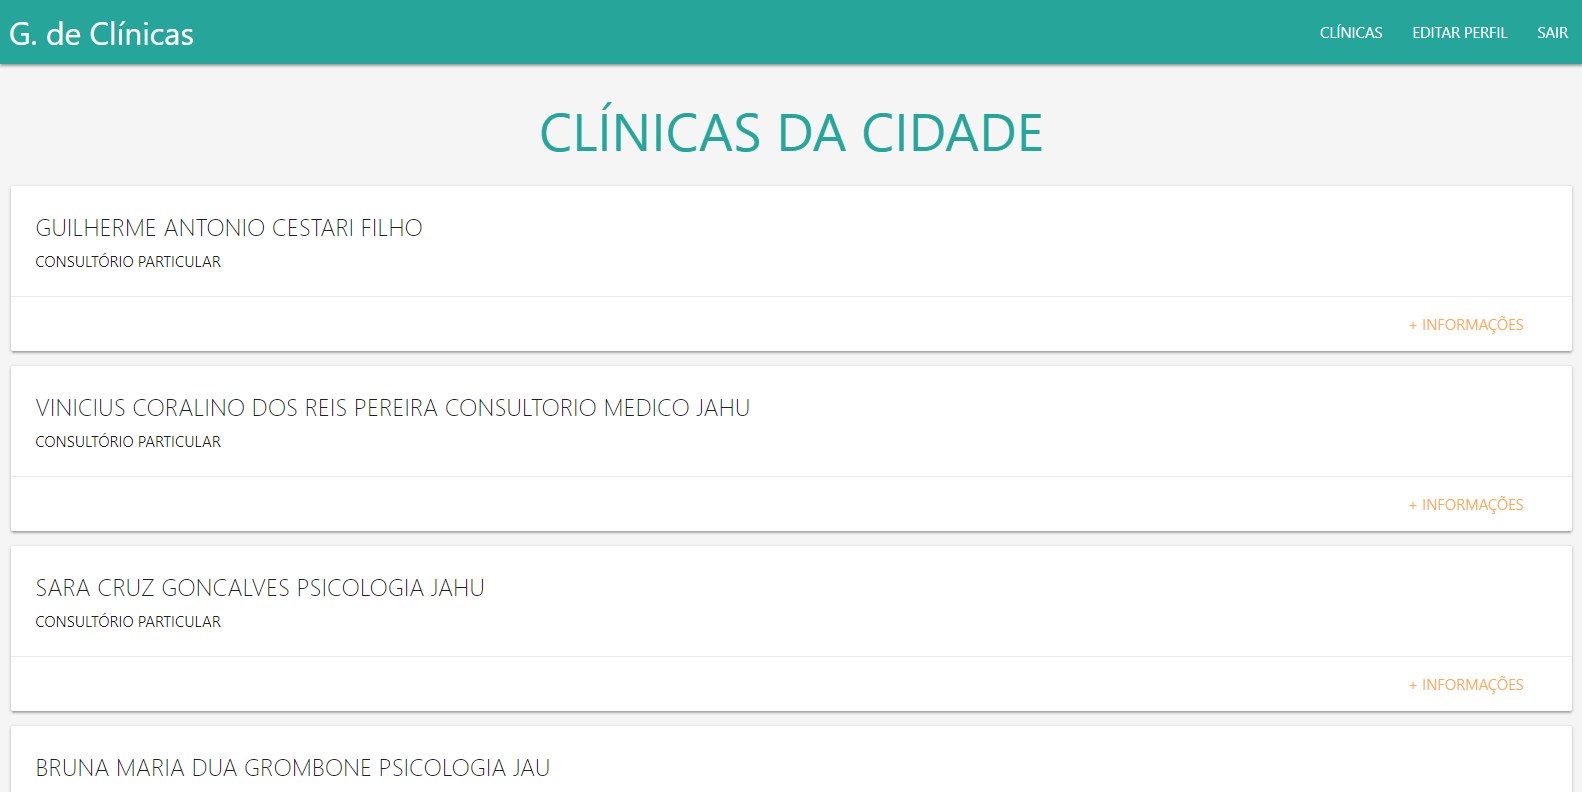 G. de Clínicas
CLÍNICAS EDITAR PERFIL SAIR
CLÍNICAS DA CIDADE
GUILHERME ANTONIO CESTARI FILHO
CONSULTÓRIO PARTICULAR
+ INFORMAÇÕES
VINICIUS CORALINO DOS REIS PEREIRA CONSULTORIO MEDICO JAHU
CONSULTÓRIO PARTICULAR
+ INFORMAÇÕES
SARA CRUZ GONCALVES PSICOLOGIA JAHU
CONSULTÓRIO PARTICULAR
+ INFORMAÇÕES
BRUNA MARIA DUA GROMBONE PSICOLOGIA JAU